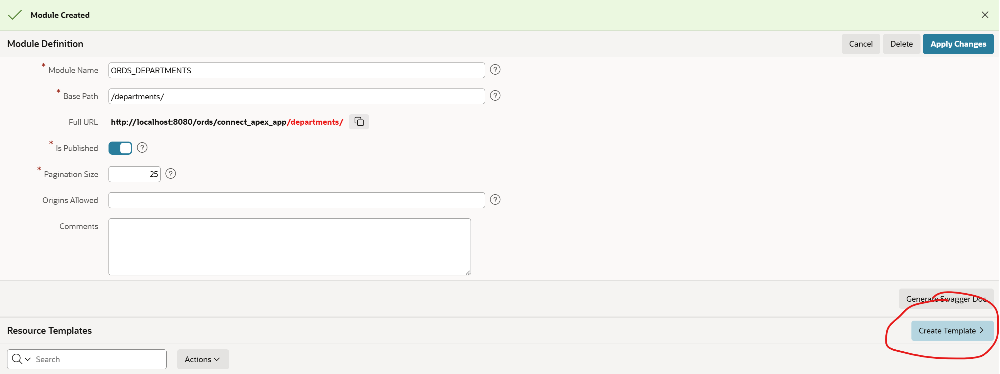 Module Created
Module Definition
Cancel Delete Apply Changes
* Module Name ORDS_DEPARTMENTS ?
* Base Path /departments/ ?
Full URL http://localhost:8080/ords/connect_apex_app/departments/
* Is Published ?
* Pagination Size 25 ?
Origins Allowed ?
Comments
Generate Swagger Doc
Resource Templates Create Template
Search Actions